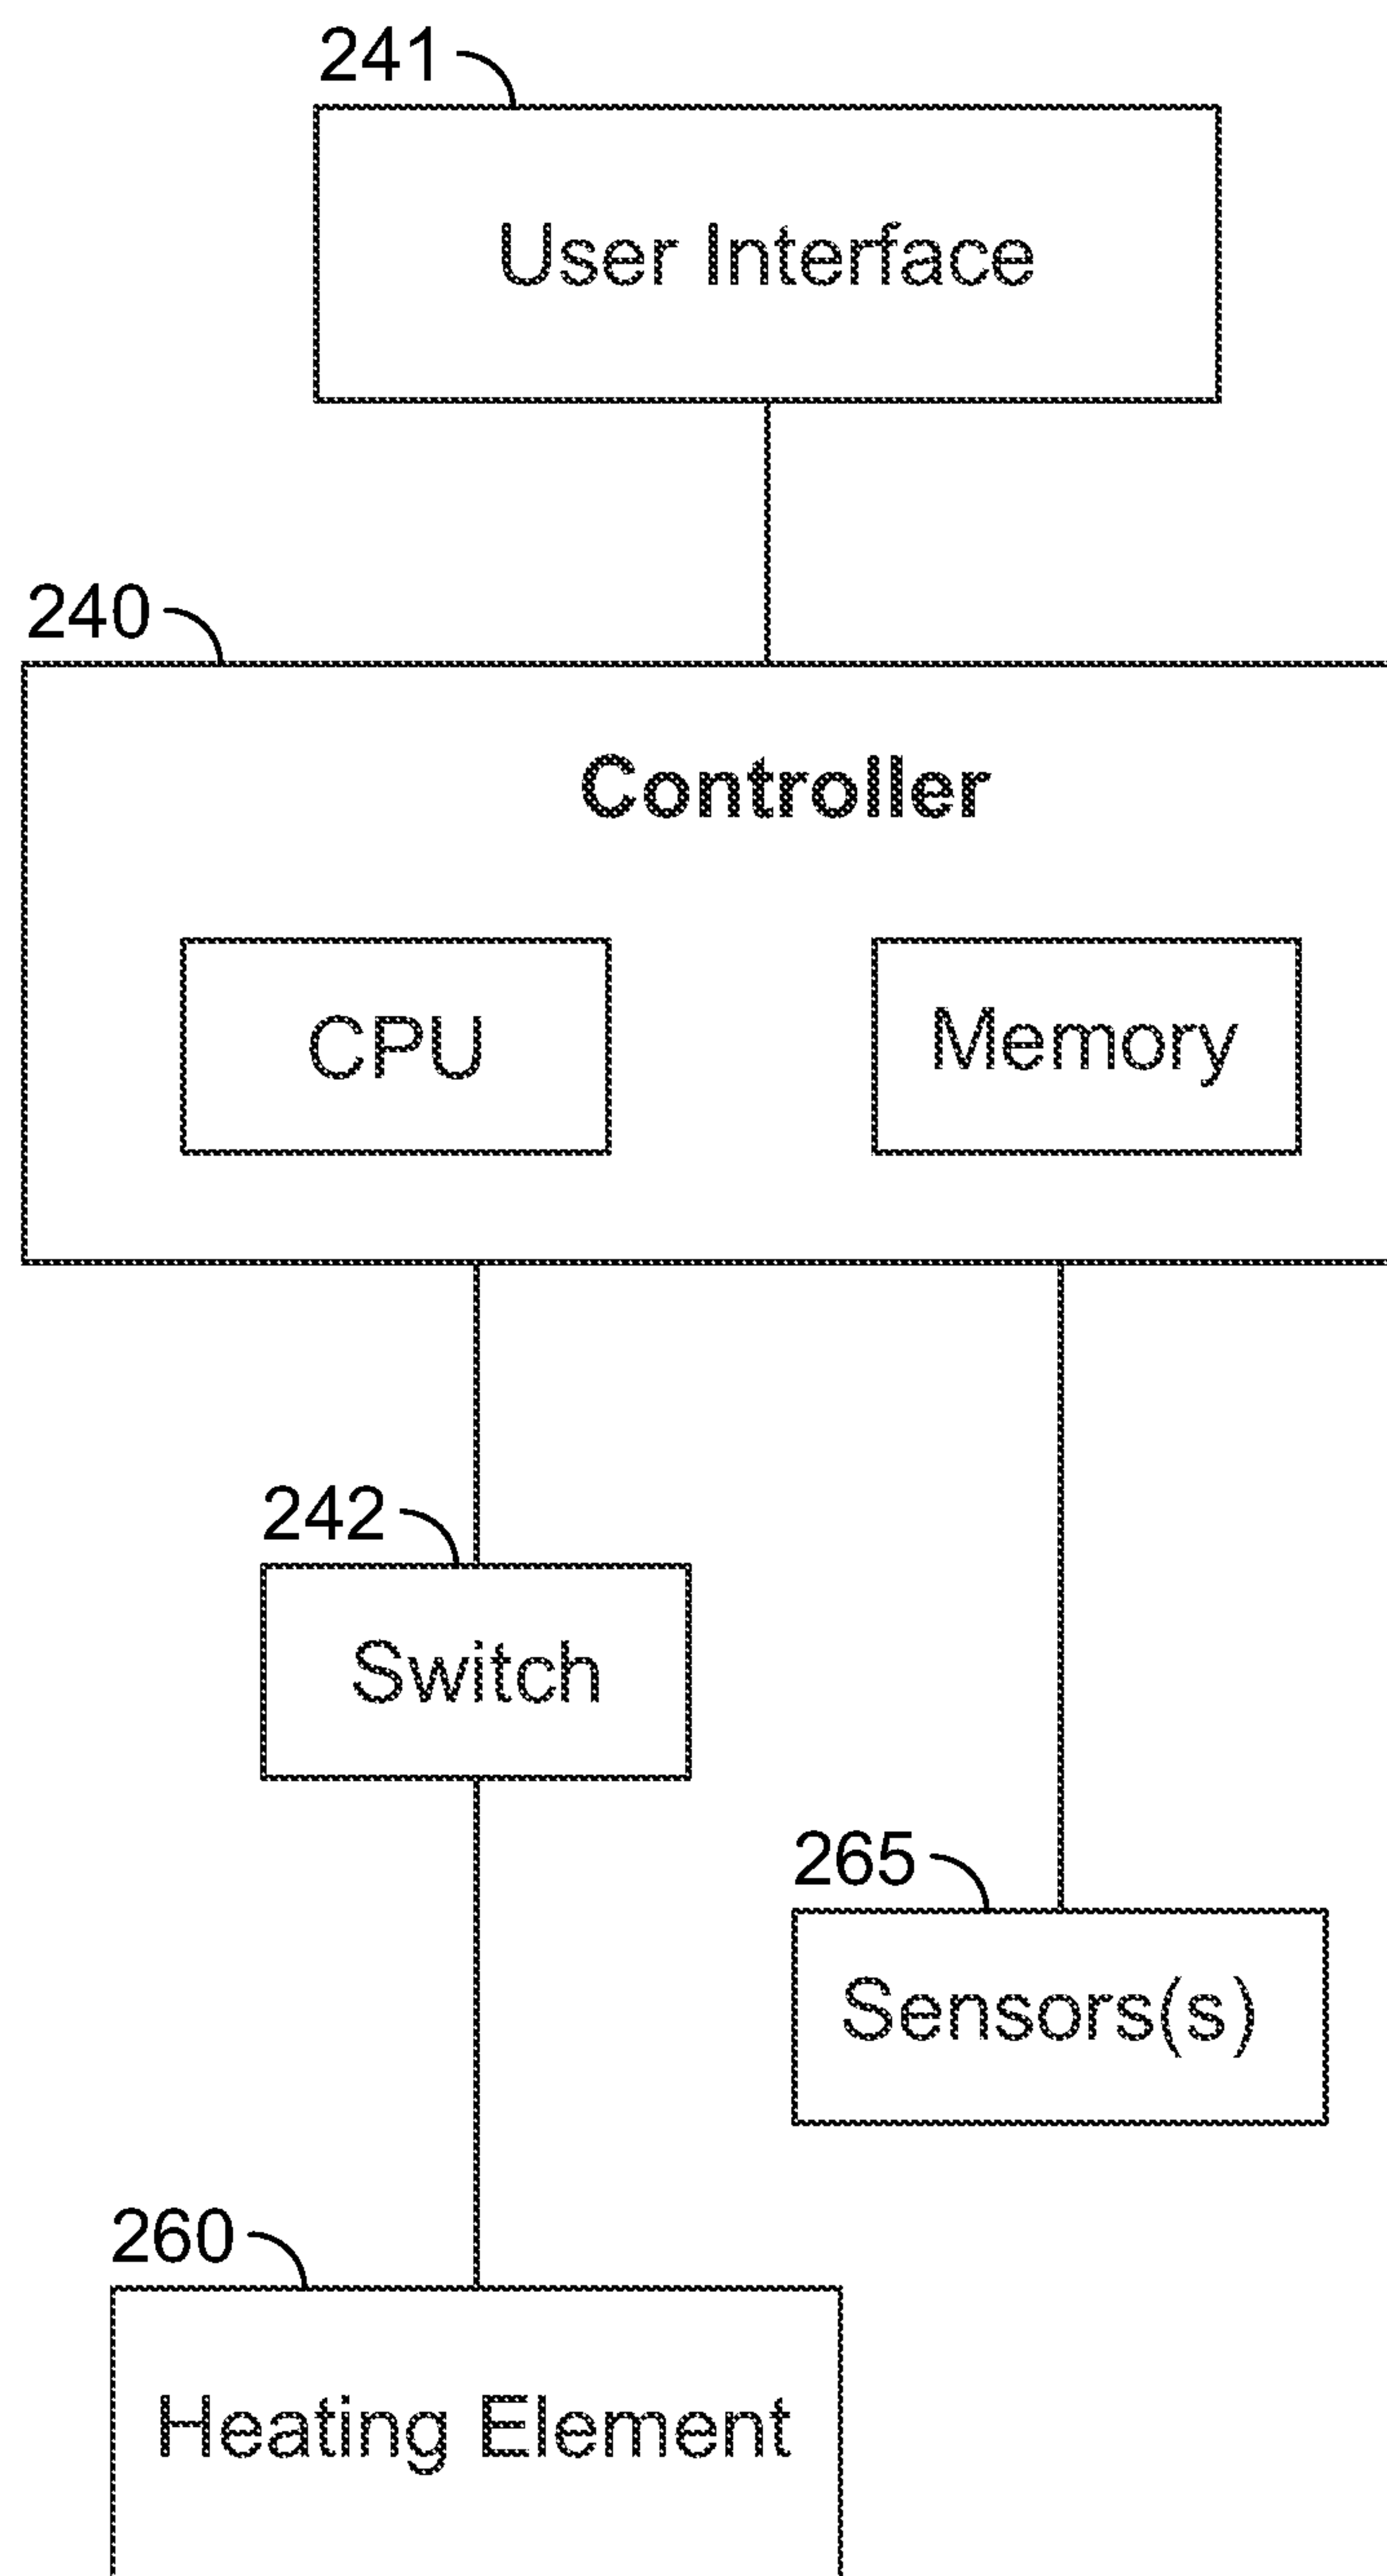 241
User Interface
240
Controller
CPU
Memory
242
Switch
265
Sensors(s)
260
Heating Element